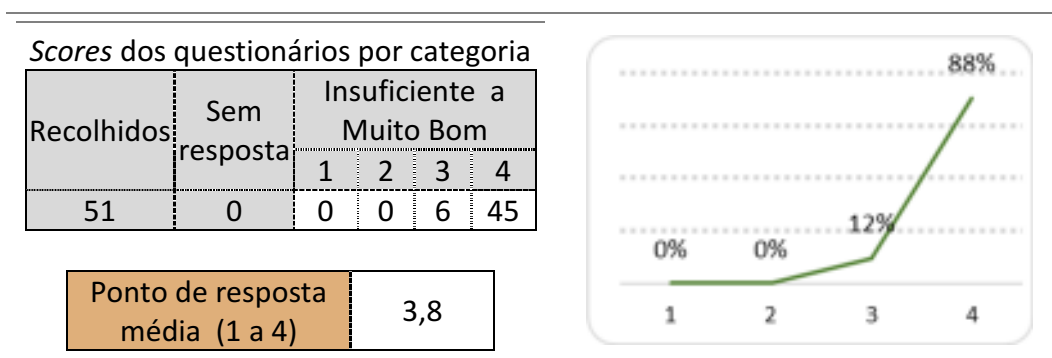 Scores dos questionários por categoria
Recolhidos
Sem
resposta
Insuficiente a
Muito Bom
1 2 3 4
51 0 0 0 6 45
Ponto de resposta
média (1 a 4)
3,8
88%
12%
0% 0%
1 2 3 4